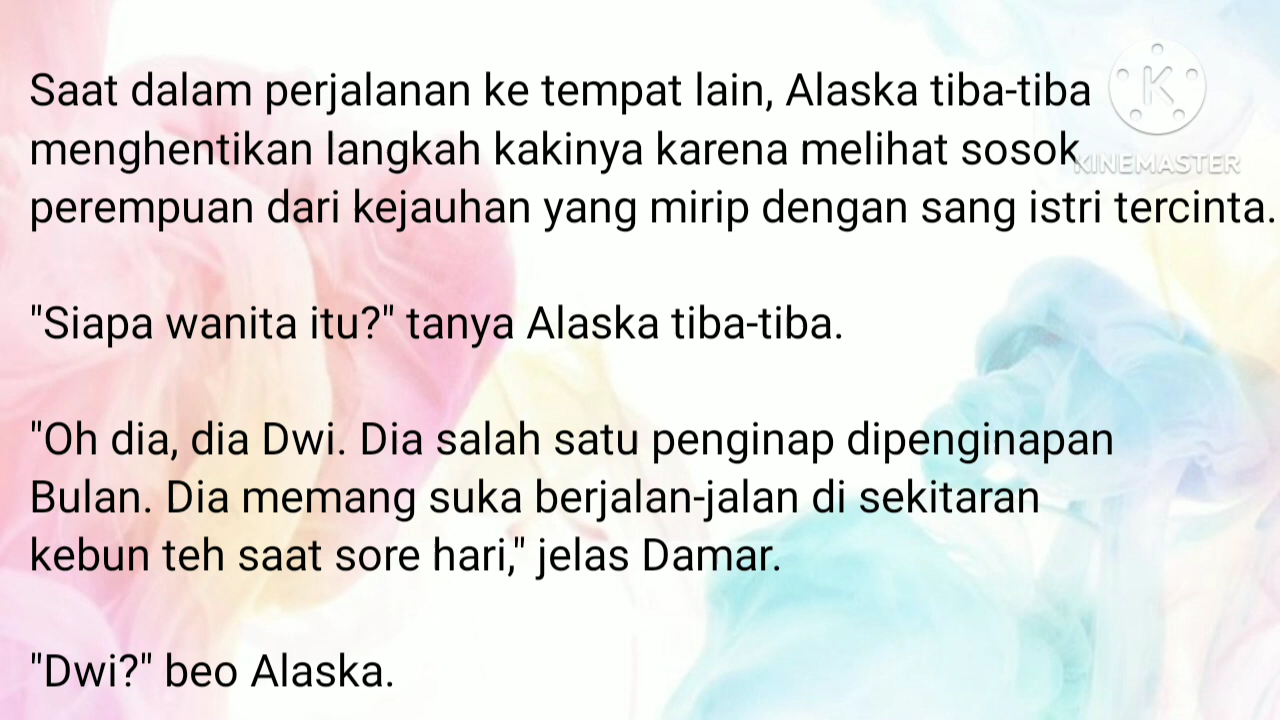 Saat dalam perjalanan ke tempat lain, Alaska tiba-tiba
menghentikan langkah kakinya karena melihat sosok
perempuan dari kejauhan yang mirip dengan sang istri tercinta.
"Siapa wanita itu?" tanya Alaska tiba-tiba.
"Oh dia, dia Dwi. Dia salah satu penginap dipenginapan
Bulan. Dia memang suka berjalan-jalan di sekitaran
kebun teh saat sore hari," jelas Damar.
"Dwi?" beo Alaska.
K
KINEMASTER